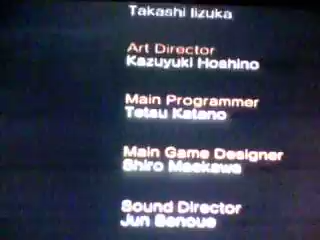 Takashi Iizuka
Art Director
Kazuyuki Hoshino
Main Programmer
Tetsu Katano
Main Game Designer
Shiro Maekawa
Sound Director
Jun Senoue